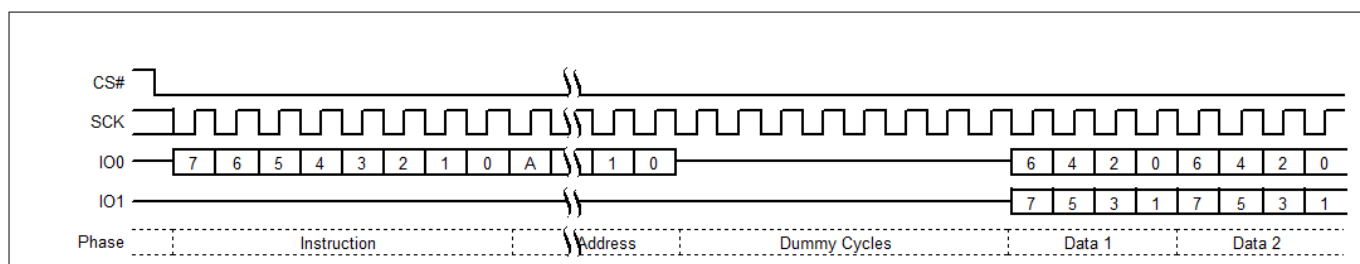 CS#
SCK
IO0 7 6 5 4 3 2 1 0 A 1 0 6 4 2 0 6 4 2 0
IO1 7 5 3 1 7 5 3 1
Phase Instruction Address Dummy Cycles Data 1 Data 2